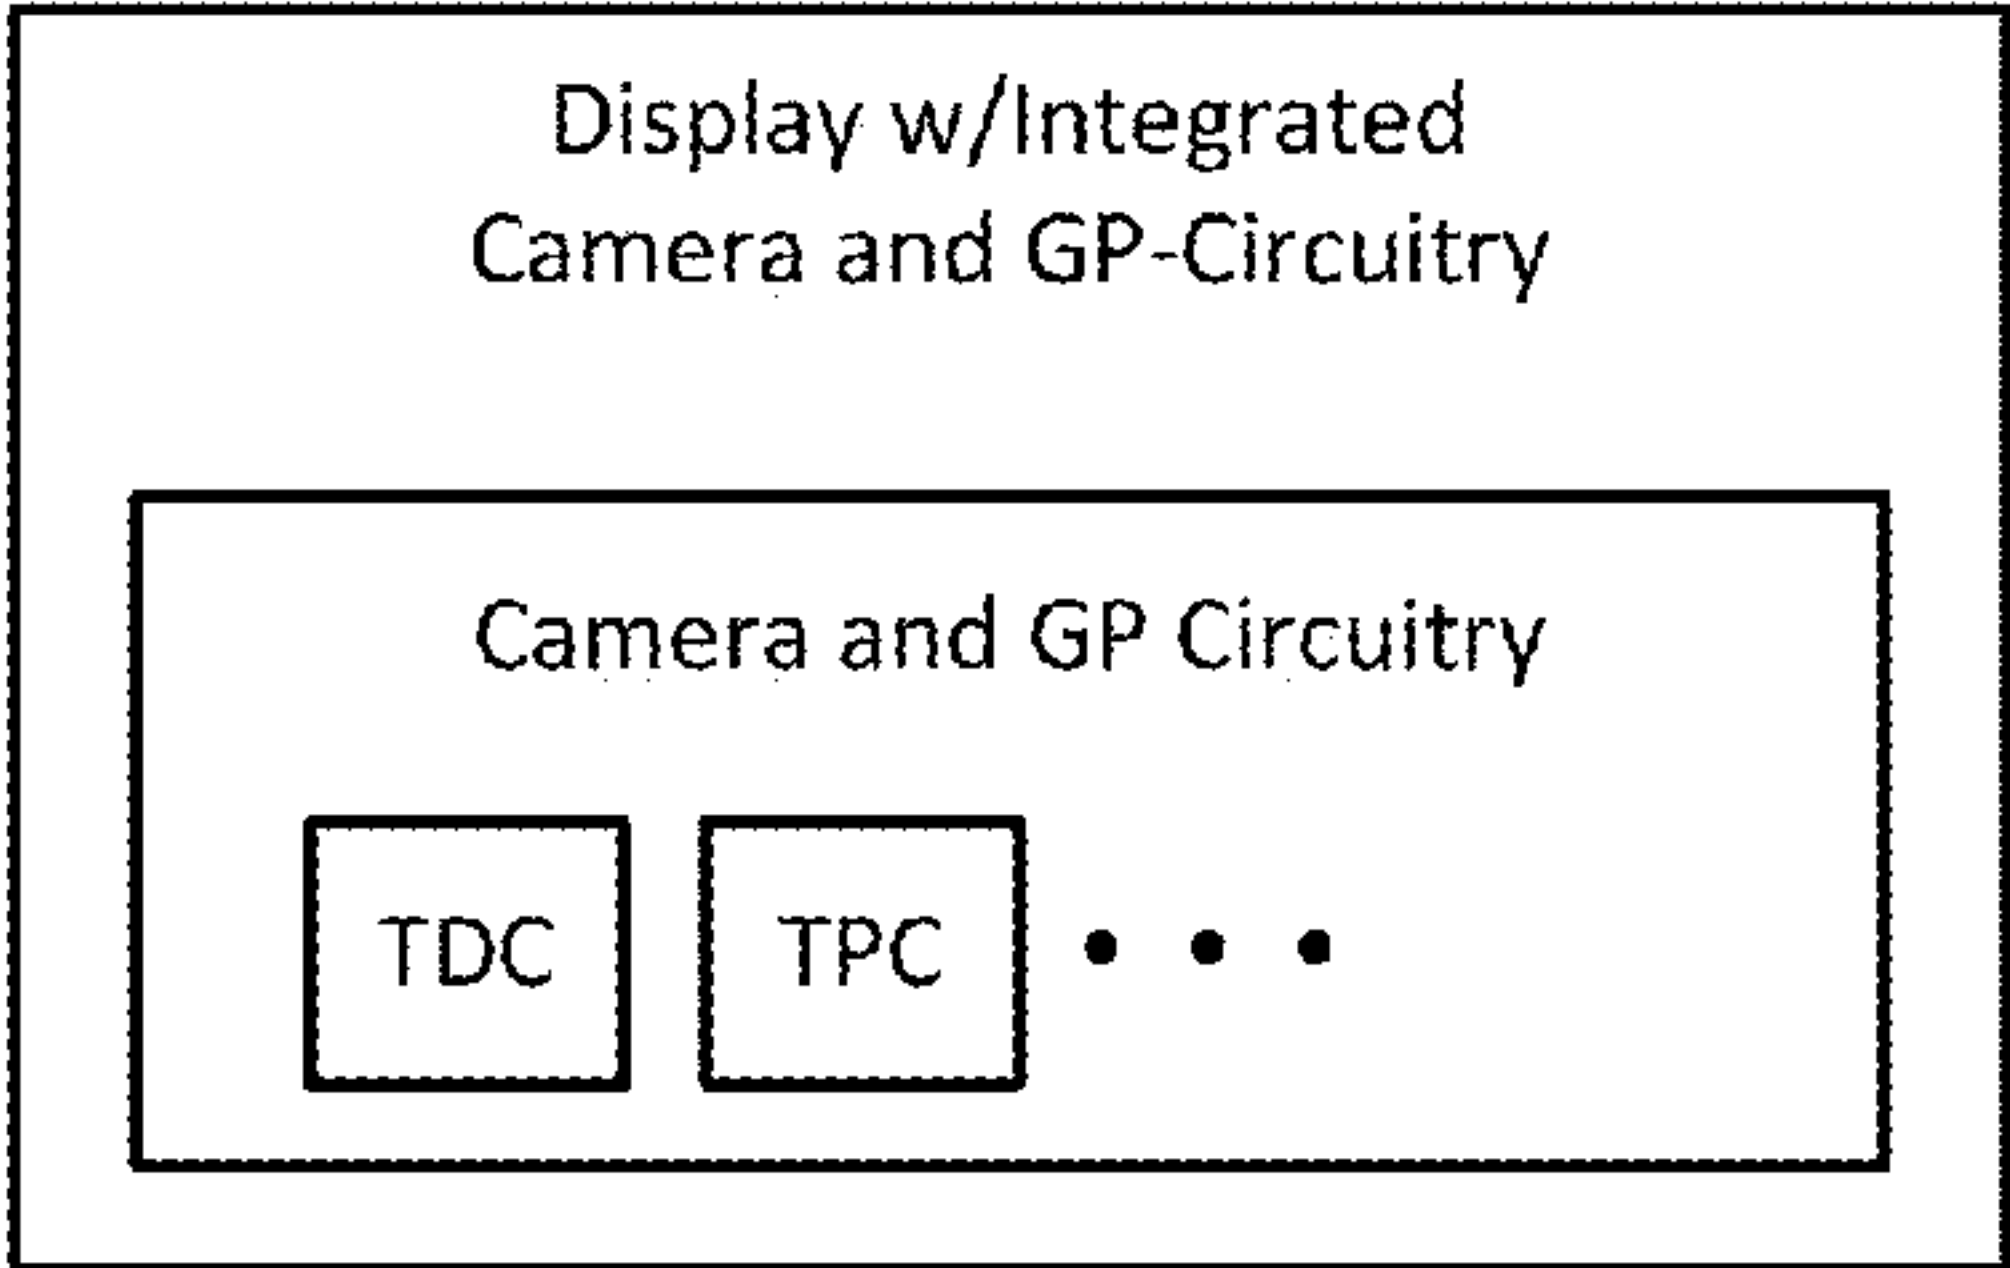 Display w/Integrated
Camera and GP-Circuitry
Camera and GP Circuitry
TDC TPC • • •